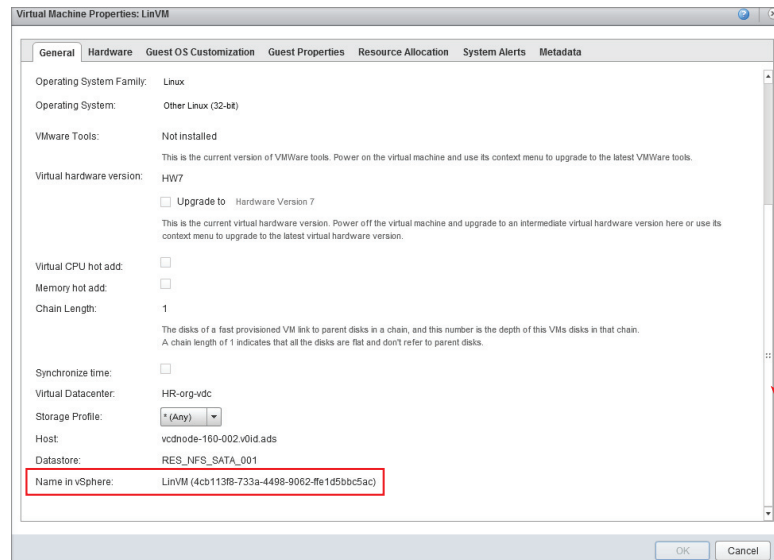 Virtual Machine Properties: LinVM
General Hardware Guest OS Customization Guest Properties Resource Allocation System Alerts Metadata
Operating System Family: Linux
Operating System: Other Linux (32-bit)
VMware Tools: Not installed
This is the current version of VMWare tools. Power on the virtual machine and use its context menu to upgrade to the latest VMWare tools.
Virtual hardware version: HW7
Upgrade to Hardware Version 7
This is the current virtual hardware version. Power off the virtual machine and upgrade to an intermediate virtual hardware version here or use its
context menu to upgrade to the latest virtual hardware version.
Virtual CPU hot add:
Memory hot add:
Chain Length: 1
The disks of a fast provisioned VM link to parent disks in a chain, and this number is the depth of this VMs disks in that chain.
A chain length of 1 indicates that all the disks are flat and don't refer to parent disks.
Synchronize time:
Virtual Datacenter: HR-org-vdc
Storage Profile: * (Any)
Host: vcdnode-160-002.v0id.ads
Datastore: RES_NFS_SATA_001
Name in vSphere: LinVM (4cb113f8-733a-4498-9062-ffe1d5bbc5ac)
OK Cancel